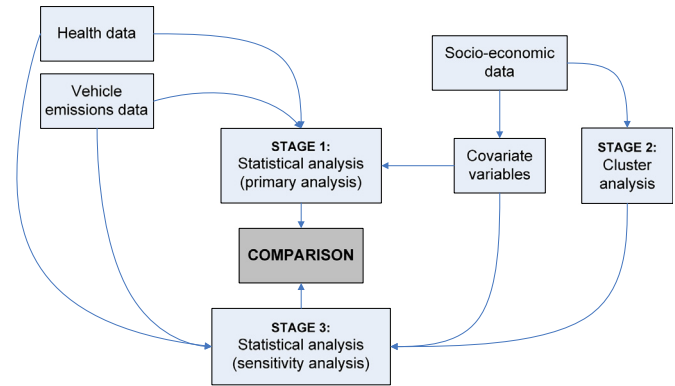 Health data
Socio-economic
data
Vehicle
emissions data
STAGE 1:
Statistical analysis
(primary analysis)
Covariate
variables
STAGE 2:
Cluster
analysis
COMPARISON
STAGE 3:
Statistical analysis
(sensitivity analysis)